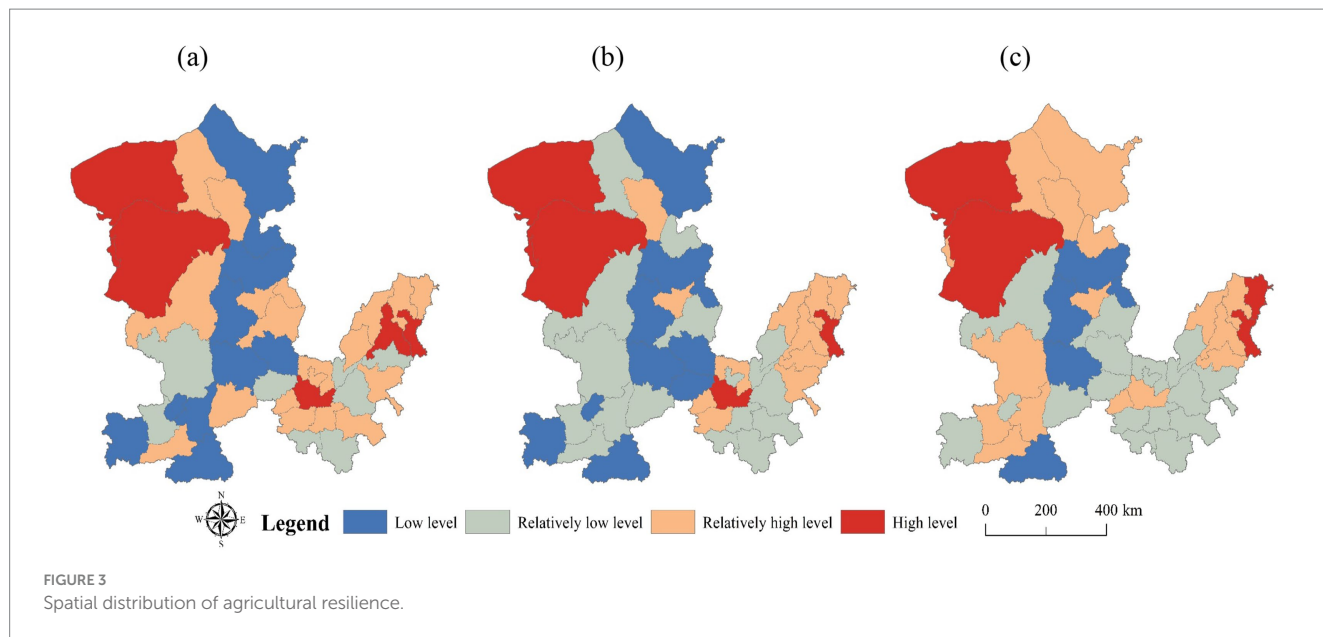 (a) (b) (c)
N
W E
S
Legend Low level Relatively low level Relatively high level High level 0 200 400 km
FIGURE 3
Spatial distribution of agricultural resilience.